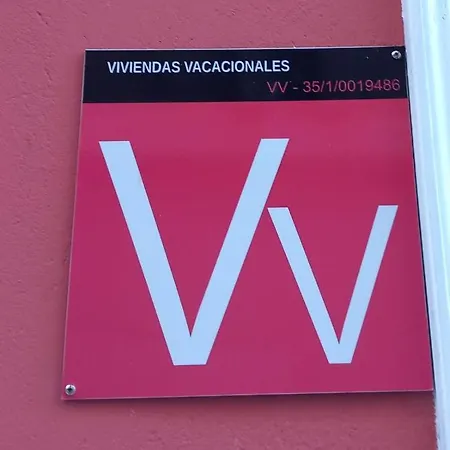 VIVIENDAS VACACIONALES
VV - 35/1/0019486
Vv